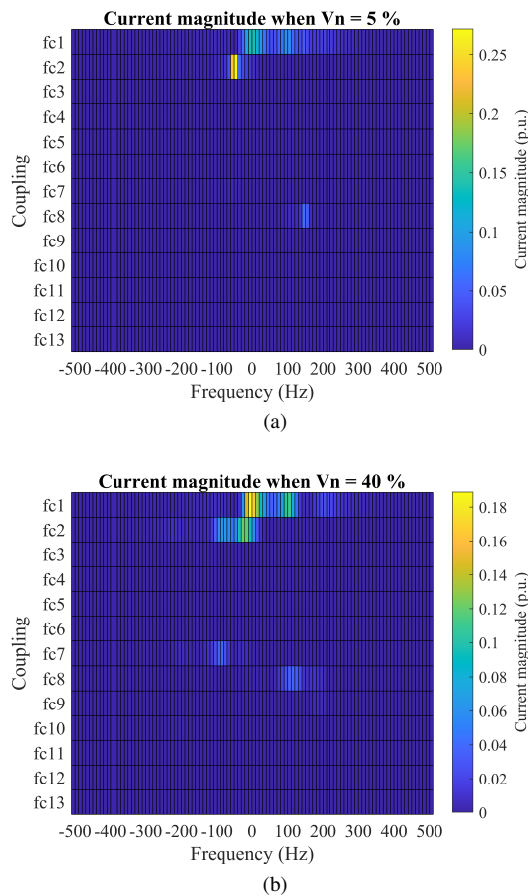 Current magnitude when Vn = 5 %
fc1
fc2
fc3
fc4
fc5
fc6
fc7
fc8
fc9
fc10
fc11
fc12
fc13
Coupling
-500 -400 -300 -200 -100 0 100 200 300 400 500
Frequency (Hz)
0.25
0.2
0.15
0.1
0.05
0
Current magnitude (p.u.)
(a)
Current magnitude when Vn = 40 %
fc1
fc2
fc3
fc4
fc5
fc6
fc7
fc8
fc9
fc10
fc11
fc12
fc13
Coupling
-500 -400 -300 -200 -100 0 100 200 300 400 500
Frequency (Hz)
0.18
0.16
0.14
0.12
0.1
0.08
0.06
0.04
0.02
0
Current magnitude (p.u.)
(b)